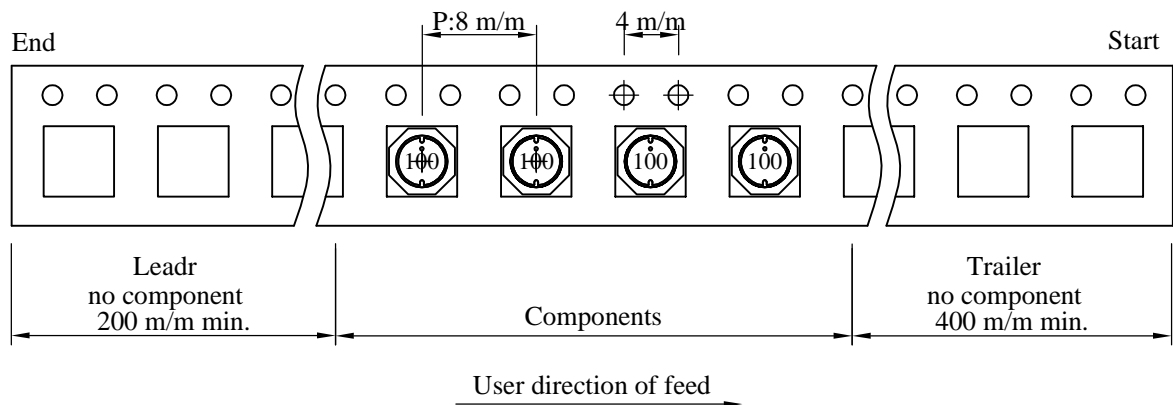 P:8 m/m
4 m/m
End
Start
100
100
100
100
Leadr
no component
200 m/m min.
Components
Trailer
no component
400 m/m min.
User direction of feed